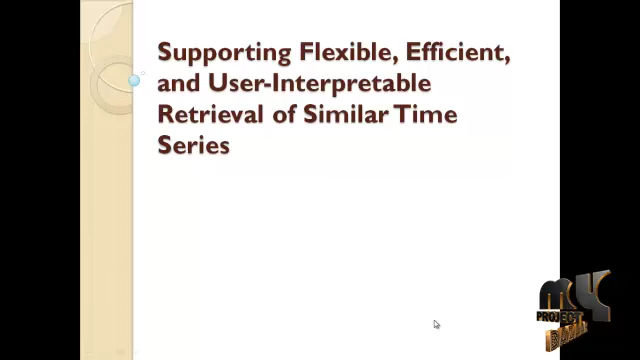 Supporting Flexible, Efficient,
and User-Interpretable
Retrieval of Similar Time
Series
PROJECT